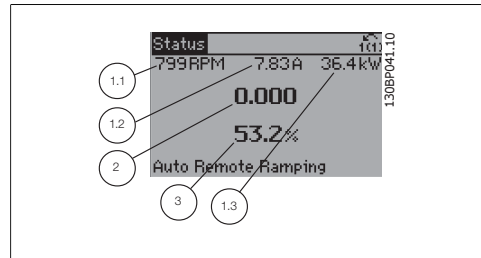 Status
1(1)
799RPM 7.83A 36.4kW
0.000
53.2%
Auto Remote Ramping
1.1
1.2
2
3
1.3
130BP041.10